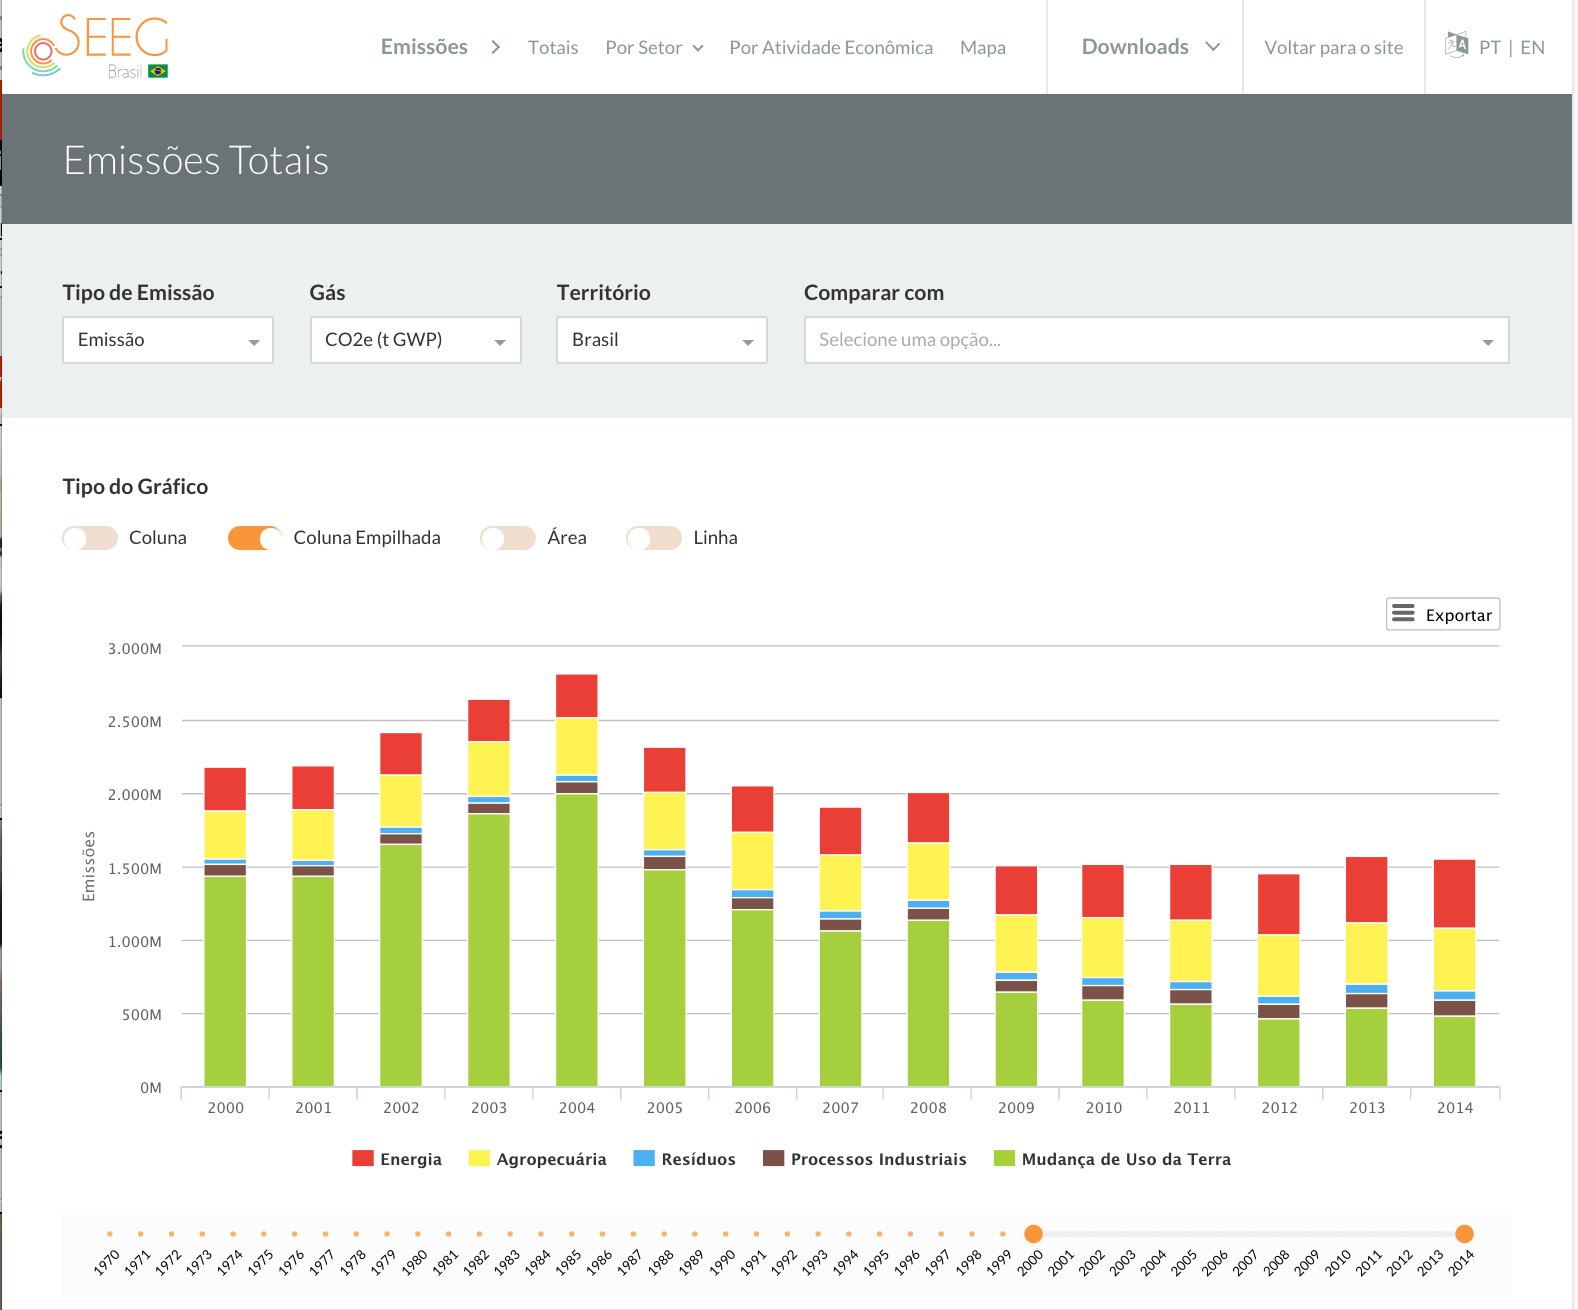 SEEG
Brasil
Emissões > Totais Por Setor Por Atividade Econômica Mapa Downloads Voltar para o site PT | EN
Emissões Totais
Tipo de Emissão Gás Território Comparar com
Emissão CO2e (t GWP) Brasil Selecione uma opção...
Tipo do Gráfico
Coluna Coluna Empilhada Área Linha
Exportar
3.000M
2.500M
2.000M
1.500M
1.000M
500M
0M
Emissões
2000 2001 2002 2003 2004 2005 2006 2007 2008 2009 2010 2011 2012 2013 2014
Energia Agropecuária Resíduos Processos Industriais Mudança de Uso da Terra
1970 1971 1972 1973 1974 1975 1976 1977 1978 1979 1980 1981 1982 1983 1984 1985 1986 1987 1988 1989 1990 1991 1992 1993 1994 1995 1996 1997 1998 1999 2000 2001 2002 2003 2004 2005 2006 2007 2008 2009 2010 2011 2012 2013 2014